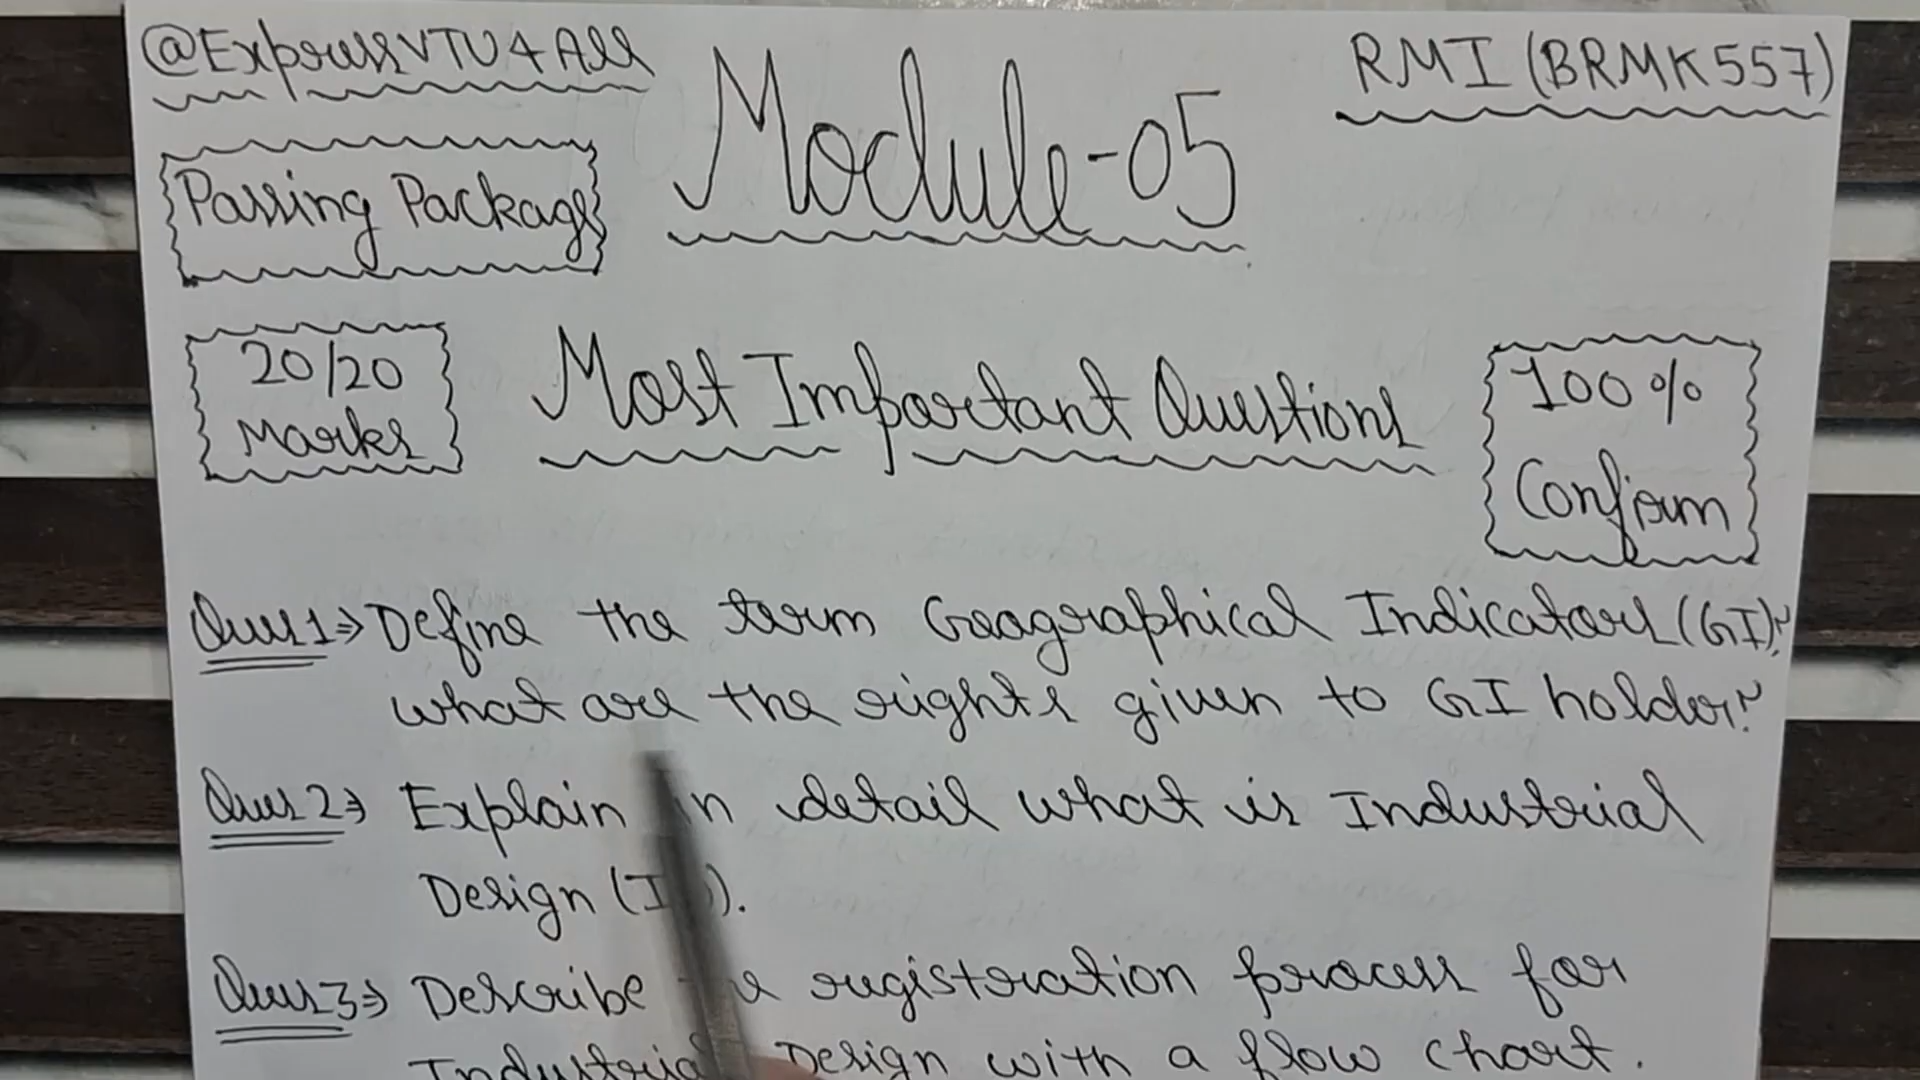 @ExpressVTU4All
RMI (BRMK557)
Module-05
Passing Package
20/20
Marks
Most Important Questions
100%
Confirm
Ques1⇒ Define the term Geographical Indicators (GI)?
what are the rights given to GI holder?
Ques2⇒ Explain in detail what is Industrial
Design
Ques3⇒ Describe registration process for
Industrial Design with a flow chart.